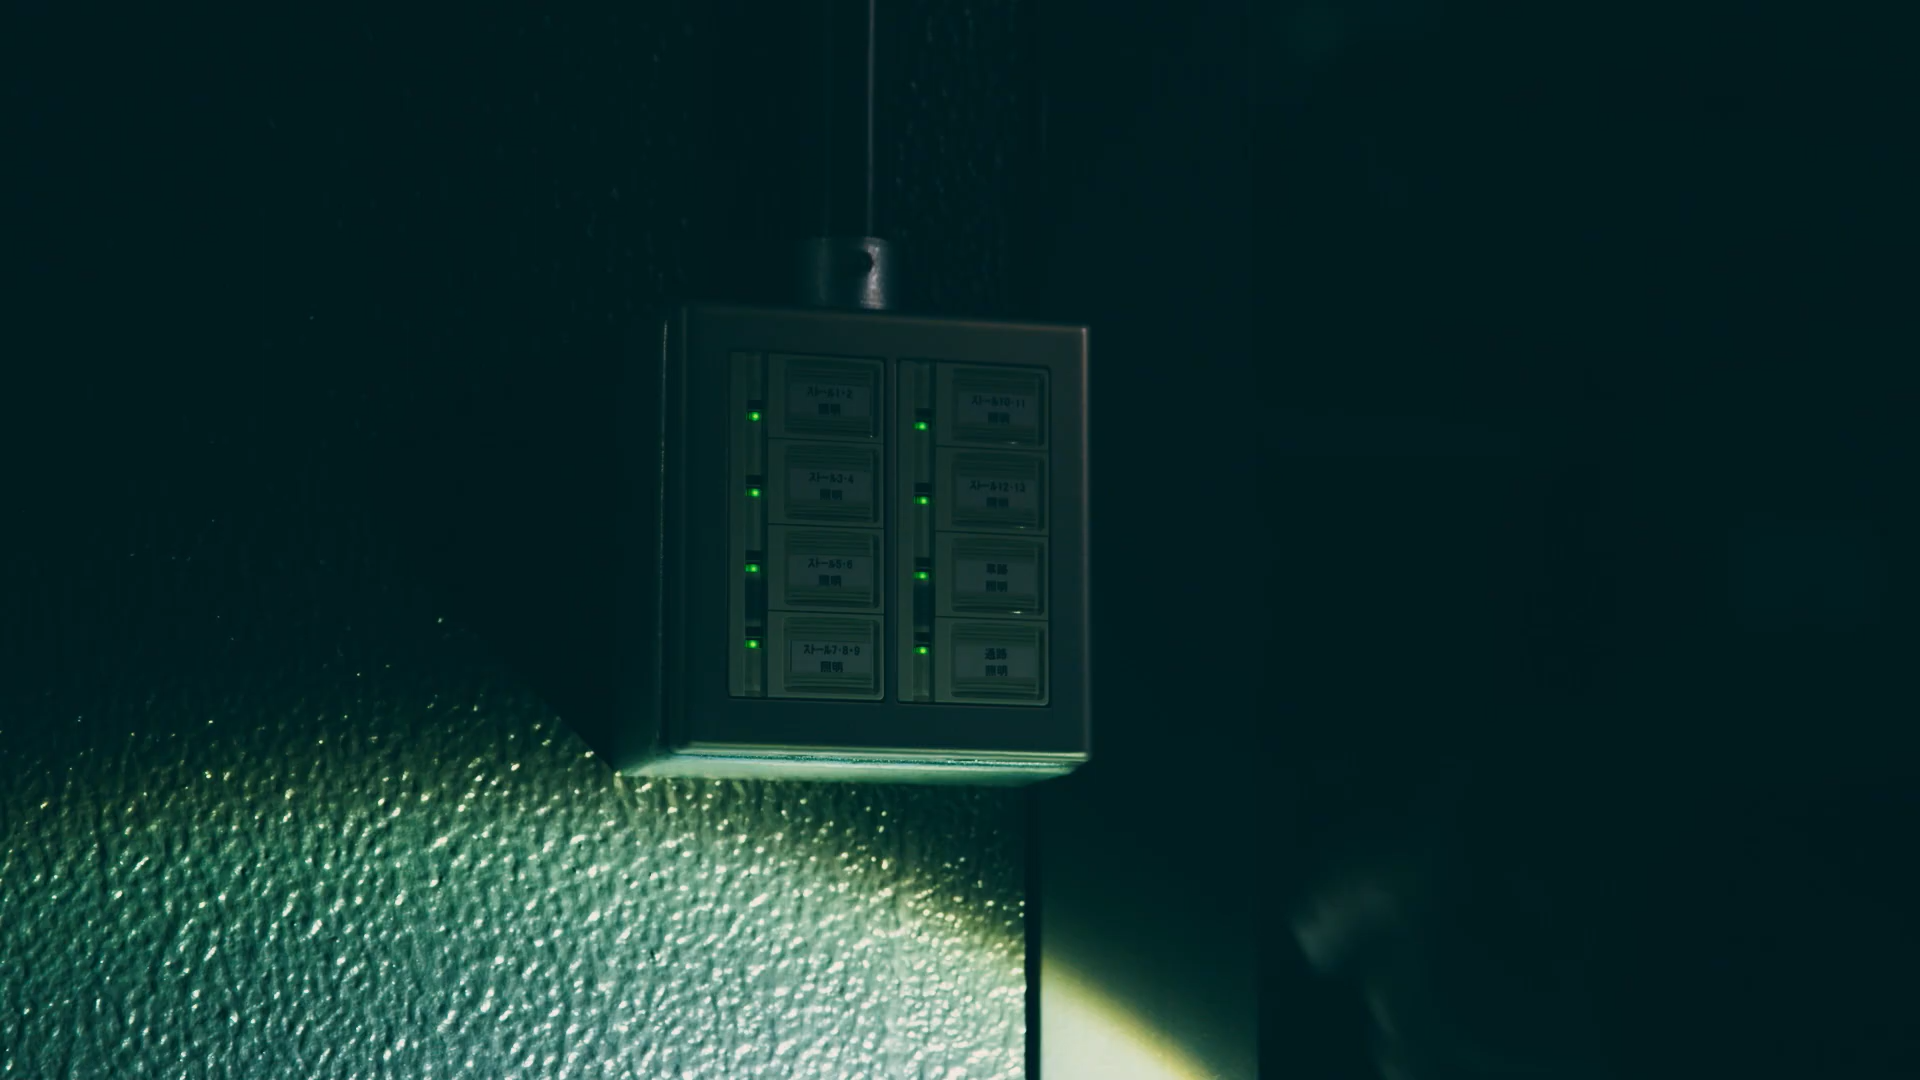 ストール1・2
照明
ストール3・4
照明
ストール5・6
照明
ストール7・8・9
照明
ストール10・11
照明
ストール12・13
照明
車路
照明
通路
照明